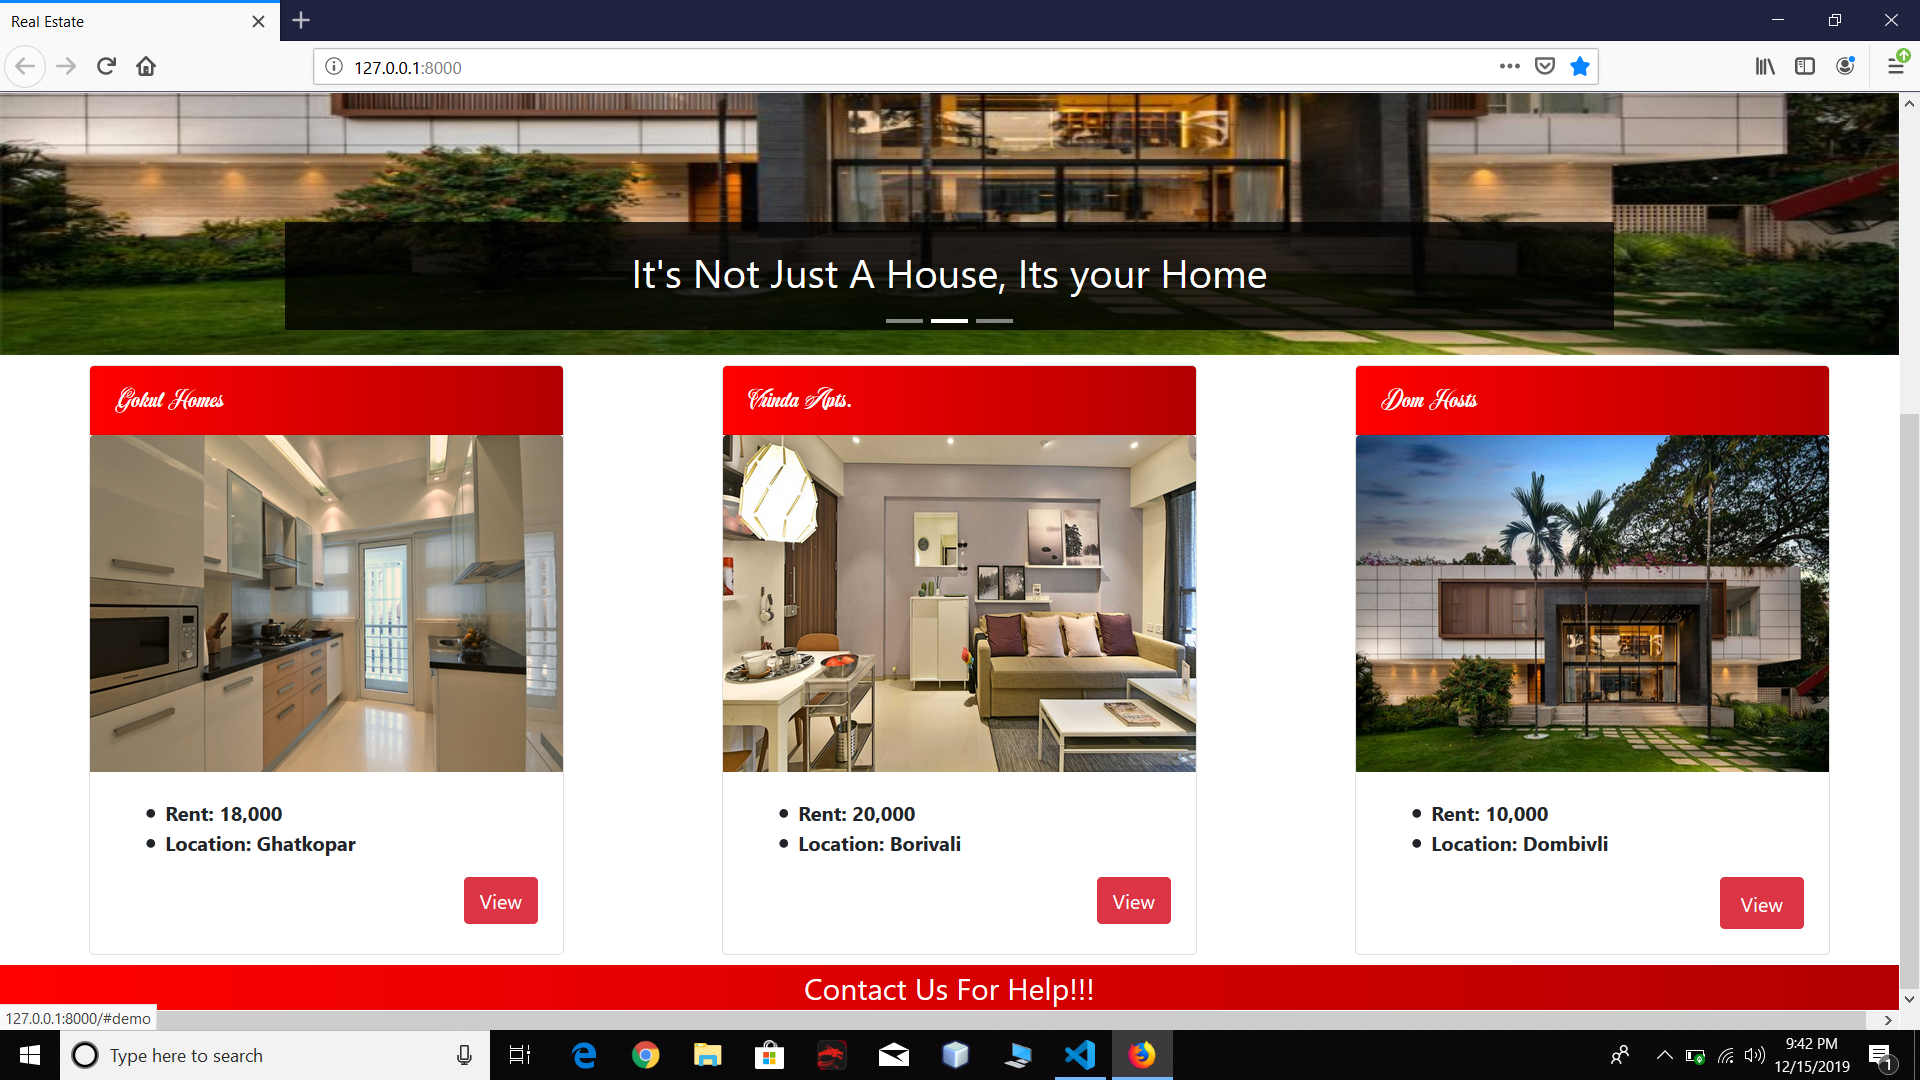 Real Estate
127.0.0.1:8000
It's Not Just A House, Its your Home
Gokul Homes
Vrinda Apts.
Dom Hosts
Rent: 18,000
Location: Ghatkopar
View
Rent: 20,000
Location: Borivali
View
Rent: 10,000
Location: Dombivli
View
Contact Us For Help!!!
127.0.0.1:8000/#demo
Type here to search
9:42 PM
12/15/2019
1